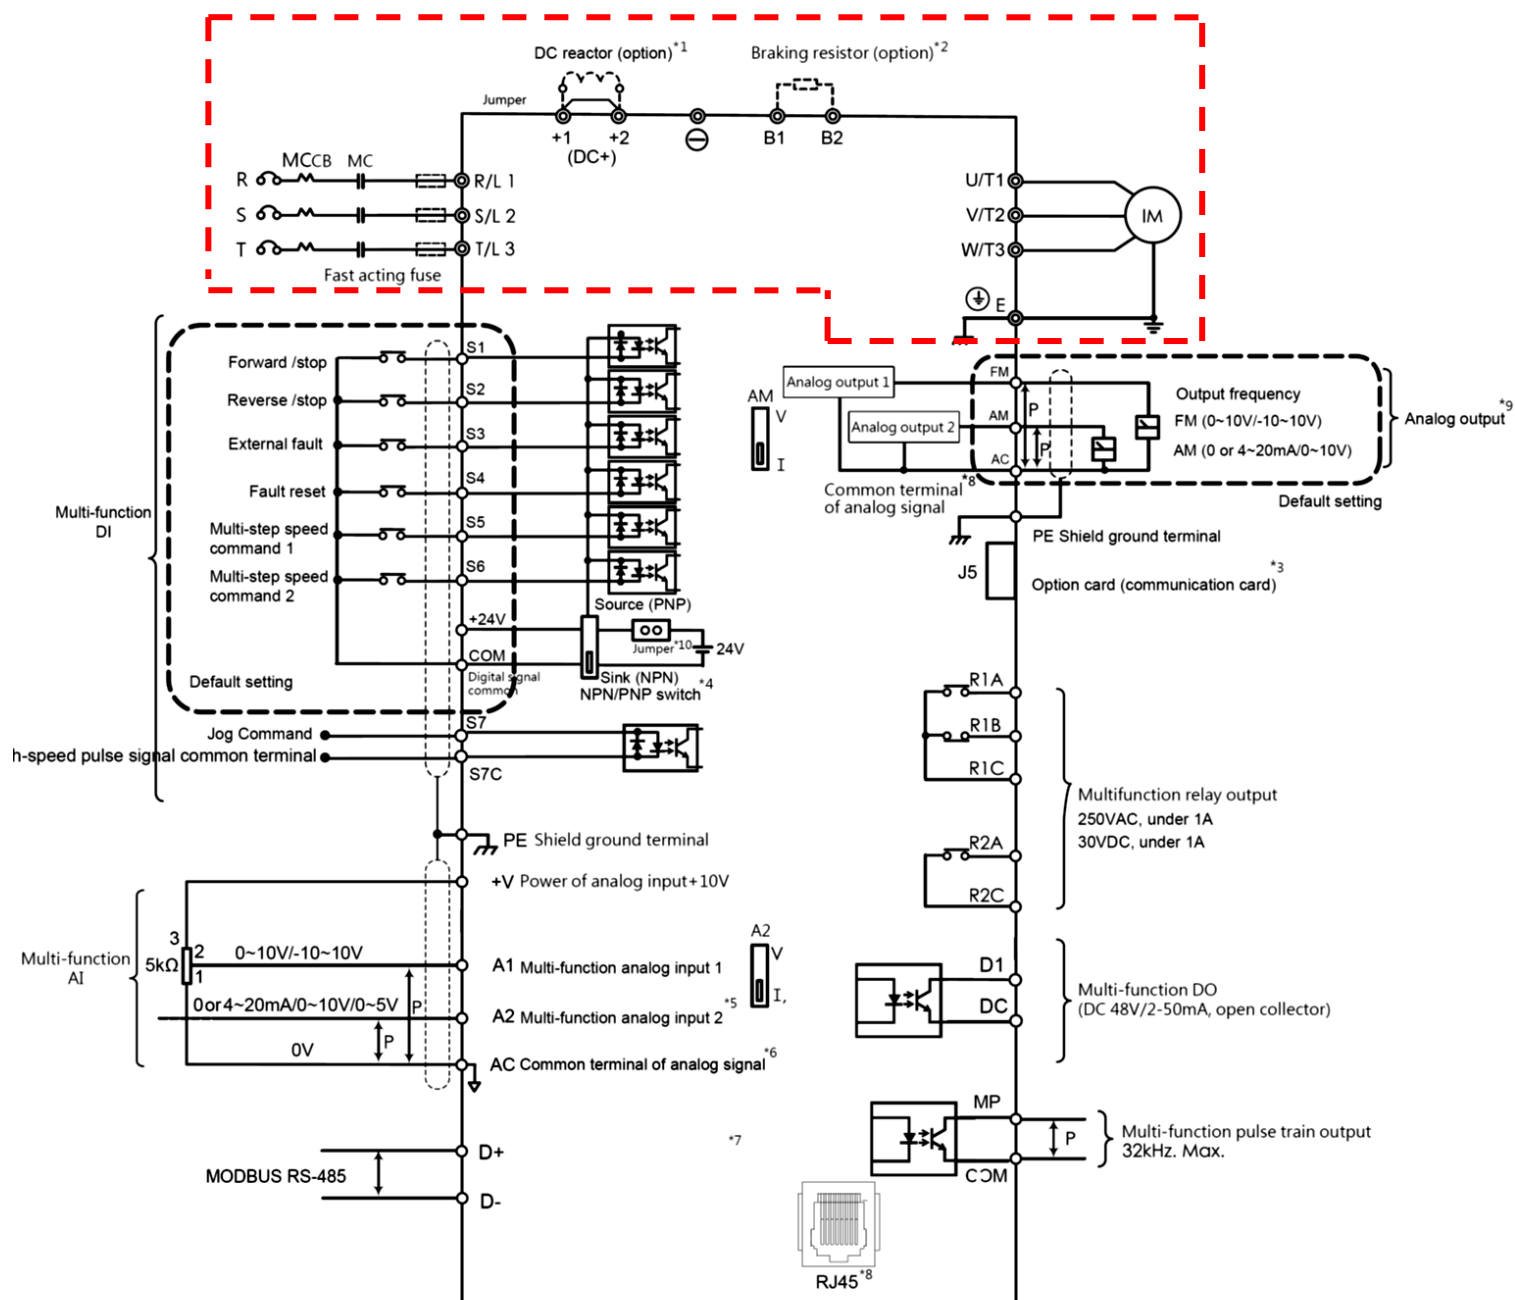 DC reactor (option)*1
Braking resistor (option)*2
Jumper
+1
+2
(DC+)
B1
B2
MCCB
MC
R
R/L 1
S
S/L 2
T
T/L 3
Fast acting fuse
U/T1
V/T2
W/T3
IM
E
Multi-function
DI
Forward /stop
S1
Reverse /stop
S2
External fault
S3
Fault reset
S4
Multi-step speed
command 1
S5
Multi-step speed
command 2
S6
Source (PNP)
+24V
Jumper*10
24V
COM
Digital signal
common
Sink (NPN)
NPN/PNP switch*4
Default setting
Jog Command
S7
h-speed pulse signal common terminal
S7C
PE Shield ground terminal
+V Power of analog input+10V
Multi-function
AI
3
2
1
5kΩ
0~10V/-10~10V
A1 Multi-function analog input 1
0 or 4~20mA/0~10V/0~5V
A2 Multi-function analog input 2*5
P
P
0V
AC Common terminal of analog signal*6
A2
V
I,
MODBUS RS-485
D+
D-
*7
AM
V
I
Analog output 1
Analog output 2
FM
AM
AC
P
P
Common terminal*8
of analog signal
Output frequency
FM (0~10V/-10~10V)
AM (0 or 4~20mA/0~10V)
Analog output*9
Default setting
PE Shield ground terminal
J5
Option card (communication card)*3
R1A
R1B
R1C
Multifunction relay output
250VAC, under 1A
30VDC, under 1A
R2A
R2C
D1
DC
Multi-function DO
(DC 48V/2-50mA, open collector)
MP
COM
P
Multi-function pulse train output
32kHz. Max.
RJ45*8